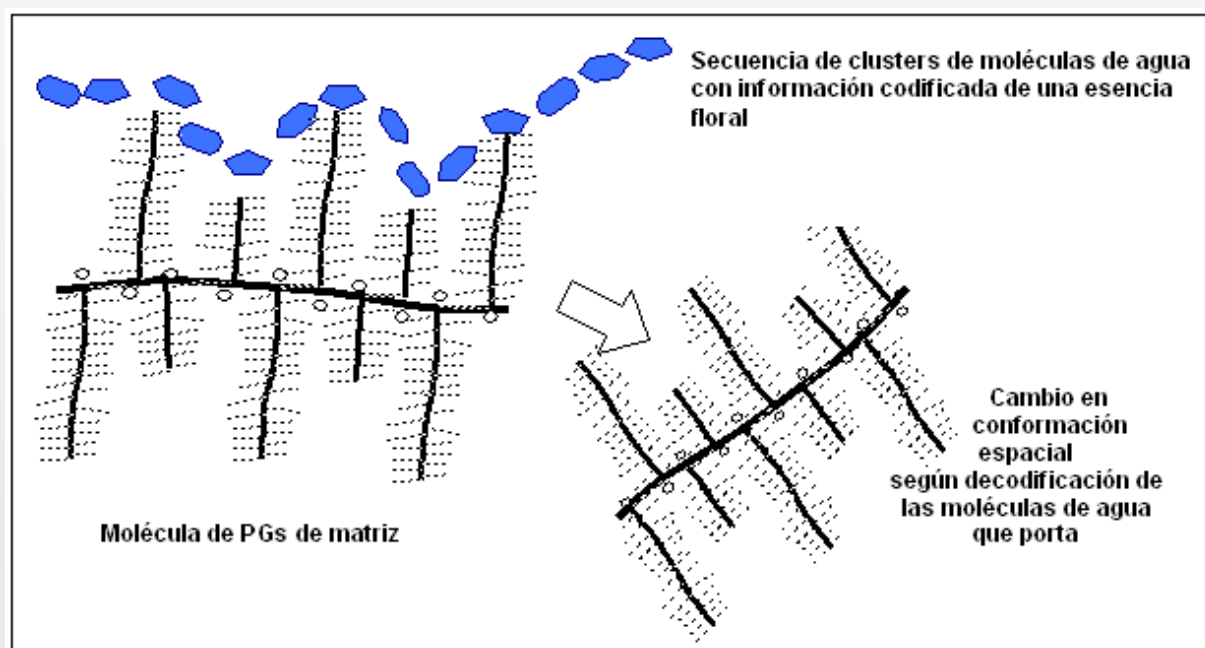 Secuencia de clusters de moléculas de agua
con información codificada de una esencia
floral
Cambio en
conformación
espacial
según decodificación de
las moléculas de agua
que porta
Molécula de PGs de matriz